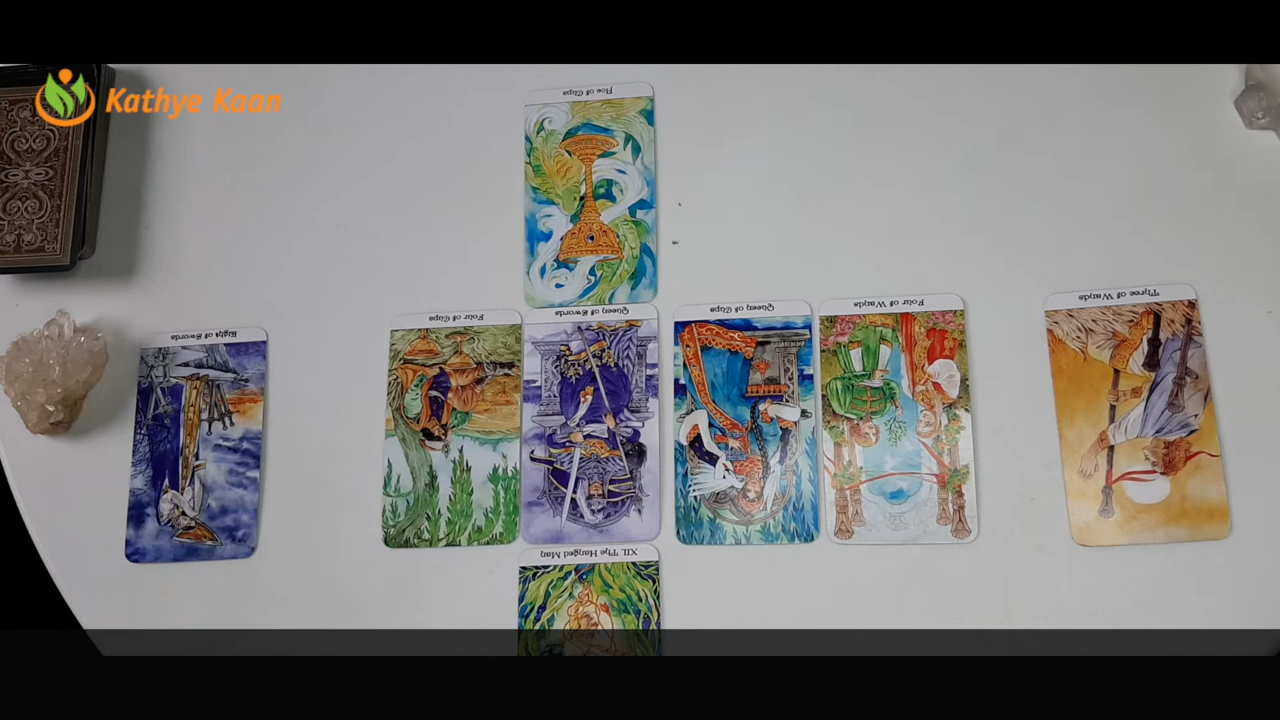 Kathye Kaan
Ace of Cups
Eight of Swords
Four of Cups
Queen of Swords
Queen of Cups
Four of Wands
Three of Wands
XII. The Hanged Man